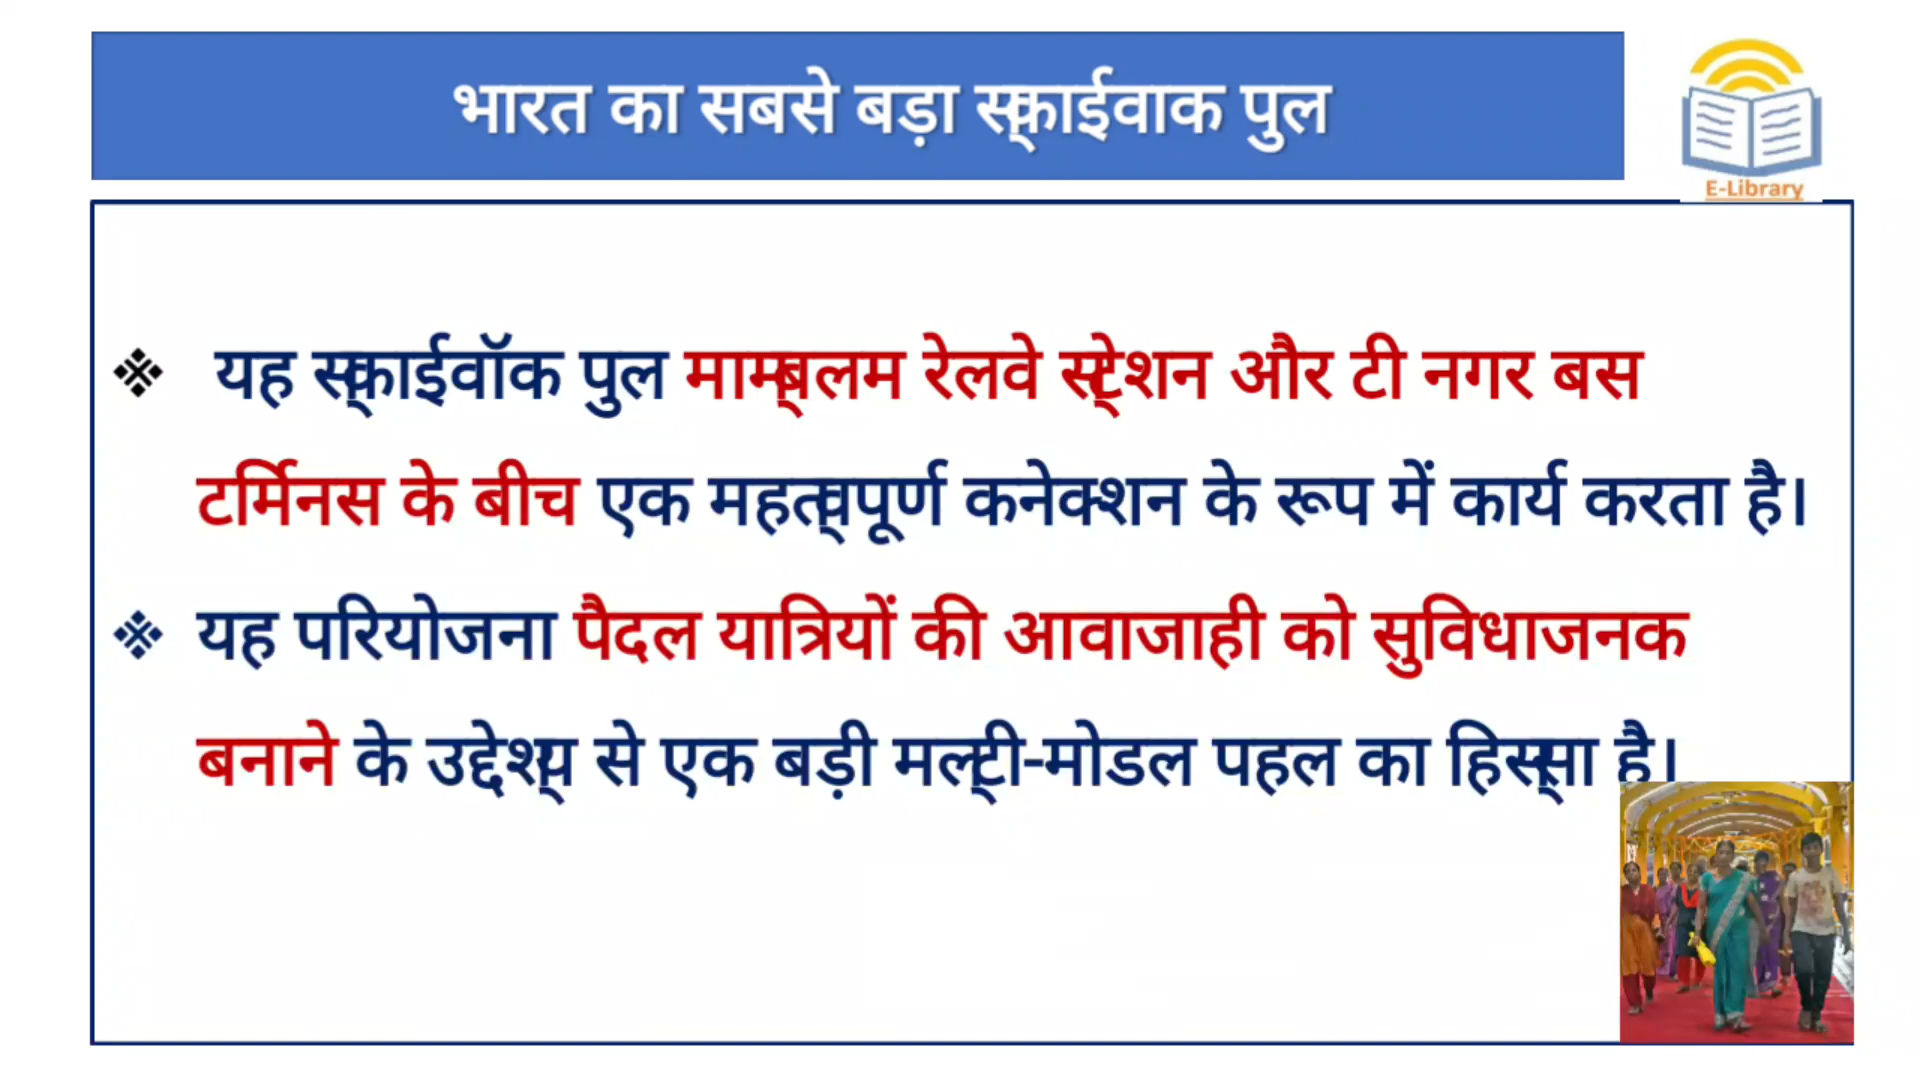 भारत का सबसे बड़ा स्काईवाक पुल
E-Library
यह स्काईवॉक पुल माम्बलम रेलवे स्टेशन और टी नगर बस
टर्मिनस के बीच एक महत्वपूर्ण कनेक्शन के रूप में कार्य करता है।
यह परियोजना पैदल यात्रियों की आवाजाही को सुविधाजनक
बनाने के उद्देश्य से एक बड़ी मल्टी-मोडल पहल का हिस्सा है।